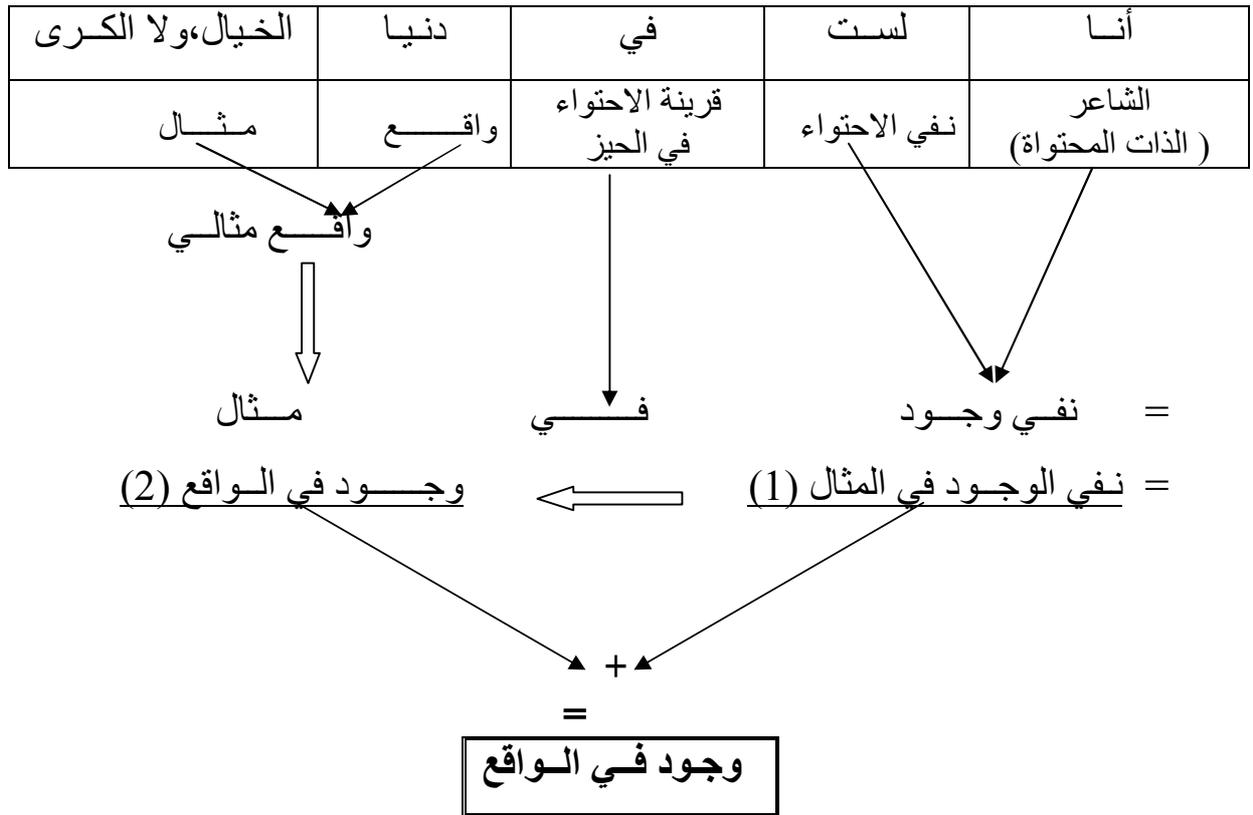 أنا لست في دنيا الخيال،ولا الكرى
الشاعر (الذات المحتواة) نفي الاحتواء قرينة الاحتواء في الحيز واقع مثال
واقع مثالي
= نفي وجود في مثال
= نفي الوجود في المثال (1) وجود في الواقع (2)
+
=
وجود في الواقع